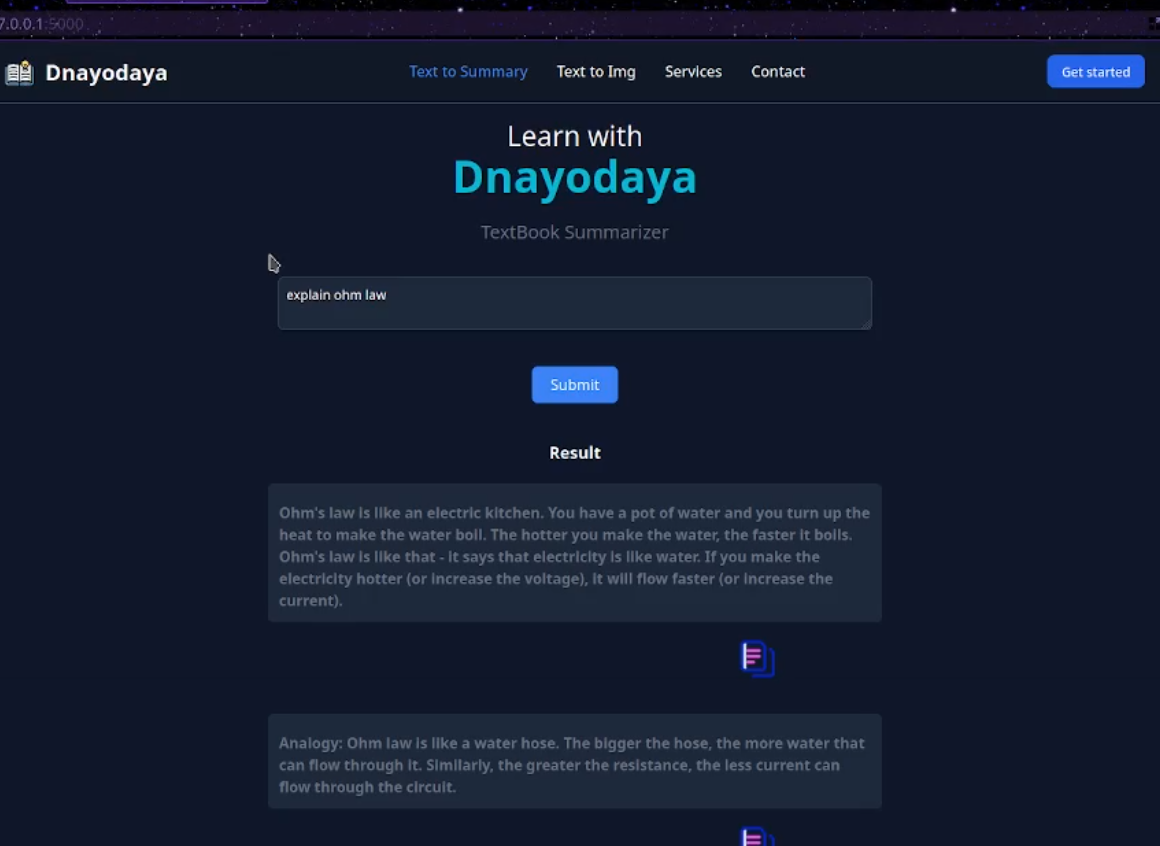 7.0.0.1:5000
Dnayodaya
Text to Summary Text to Img Services Contact
Get started
Learn with
Dnayodaya
TextBook Summarizer
explain ohm law
Submit
Result
Ohm's law is like an electric kitchen. You have a pot of water and you turn up the
heat to make the water boil. The hotter you make the water, the faster it boils.
Ohm's law is like that - it says that electricity is like water. If you make the
electricity hotter (or increase the voltage), it will flow faster (or increase the
current).
Analogy: Ohm law is like a water hose. The bigger the hose, the more water that
can flow through it. Similarly, the greater the resistance, the less current can
flow through the circuit.